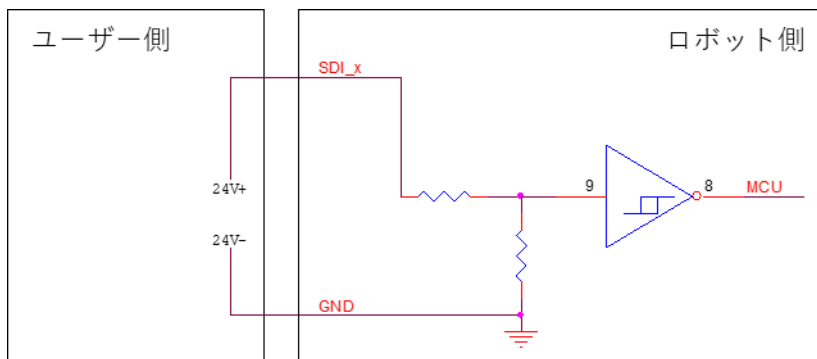 ユーザー側
ロボット側
SDI_x
24V+
9
8
MCU
24V-
GND